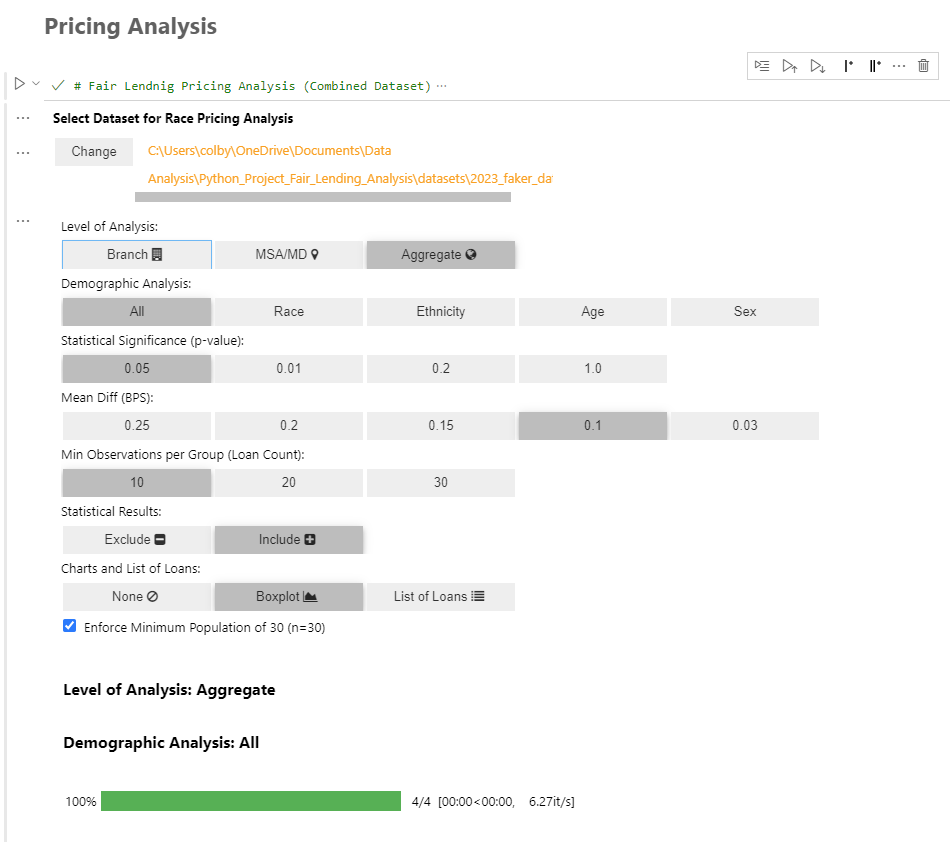 Pricing Analysis
# Fair Lendnig Pricing Analysis (Combined Dataset) ···
Select Dataset for Race Pricing Analysis
Change
C:\Users\colby\OneDrive\Documents\Data
Analysis\Python_Project_Fair_Lending_Analysis\datasets\2023_faker_da
Level of Analysis:
Branch MSA/MD Aggregate
Demographic Analysis:
All Race Ethnicity Age Sex
Statistical Significance (p-value):
0.05 0.01 0.2 1.0
Mean Diff (BPS):
0.25 0.2 0.15 0.1 0.03
Min Observations per Group (Loan Count):
10 20 30
Statistical Results:
Exclude Include
Charts and List of Loans:
None Boxplot List of Loans
Enforce Minimum Population of 30 (n=30)
Level of Analysis: Aggregate
Demographic Analysis: All
100% 4/4 [00:00<00:00, 6.27it/s]